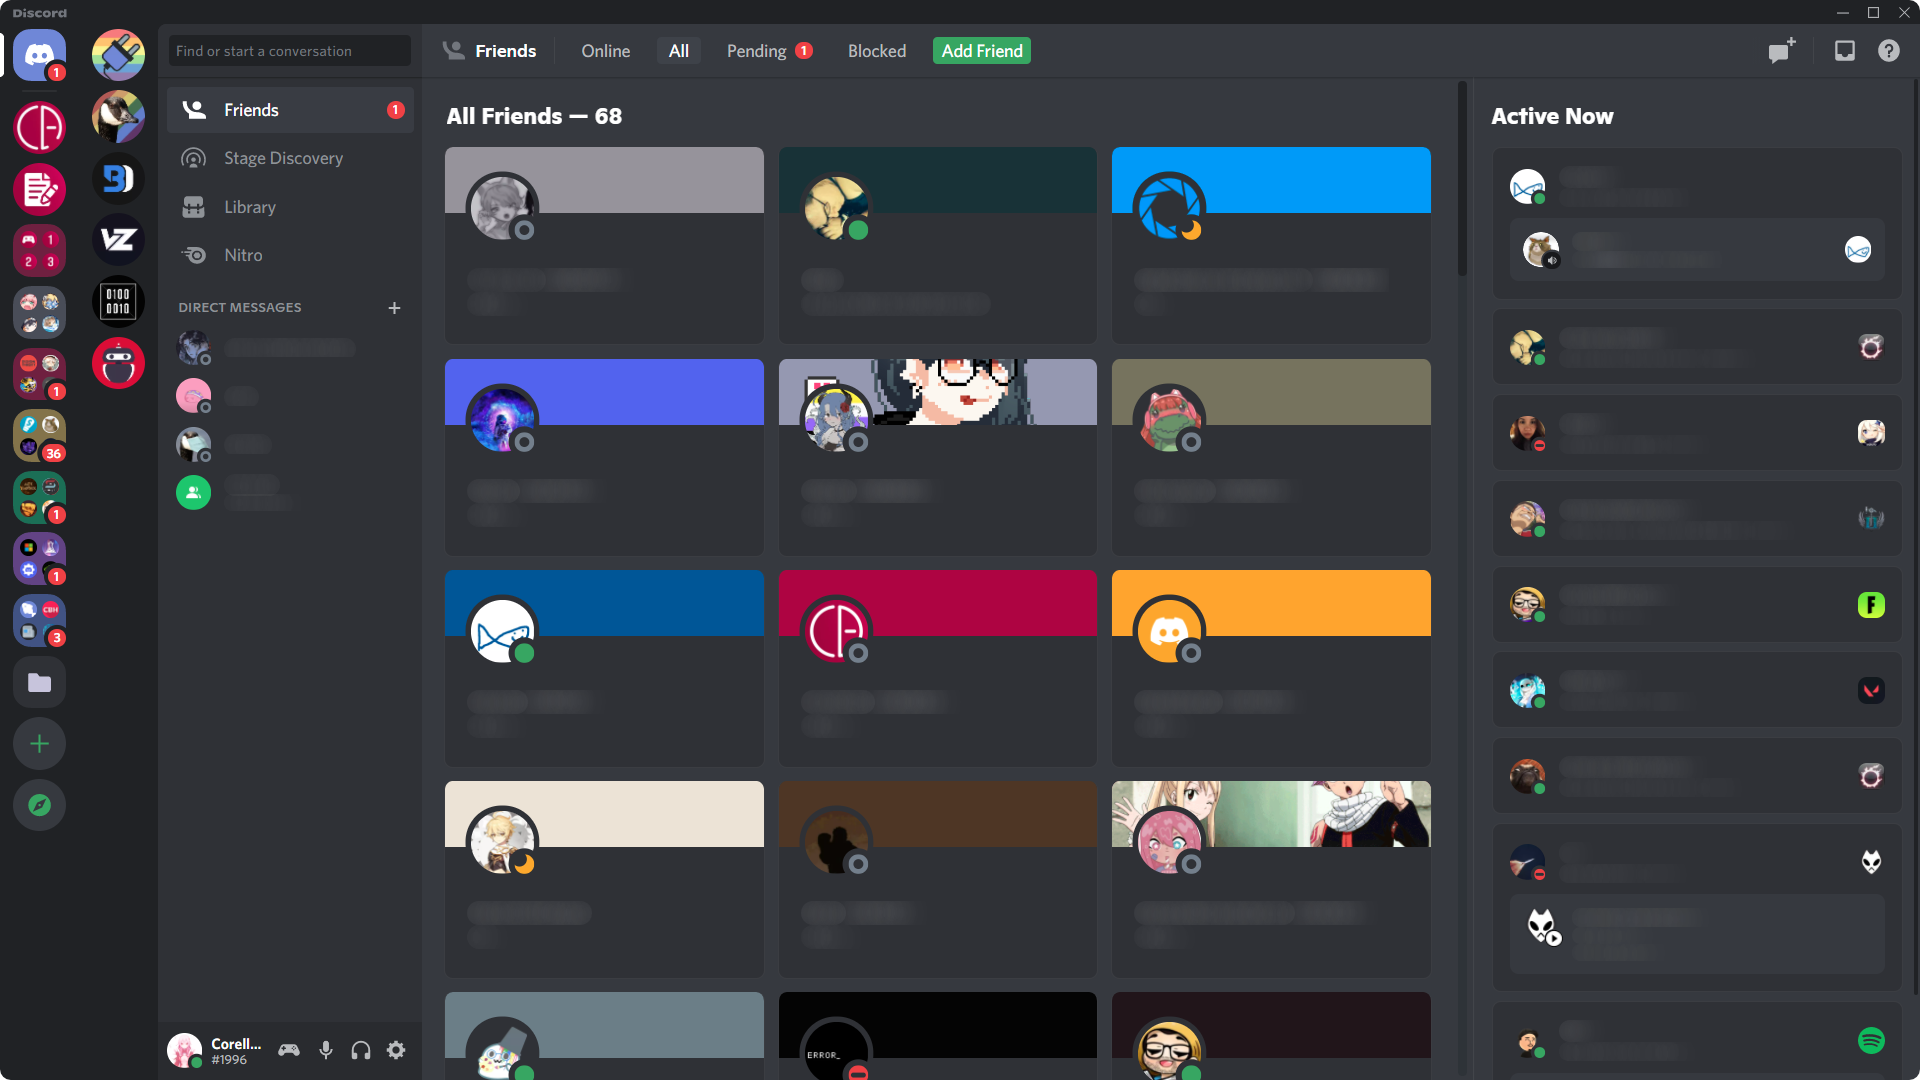 Discord
Find or start a conversation
Friends
Online
All
Pending 1
Blocked
Add Friend
1
Friends 1
Stage Discovery
Library
Nitro
DIRECT MESSAGES
1
2 3
1
36
1
1
CBH
3
0100
0010
All Friends — 68
ERROR_
Active Now
F
Corell...
#1996